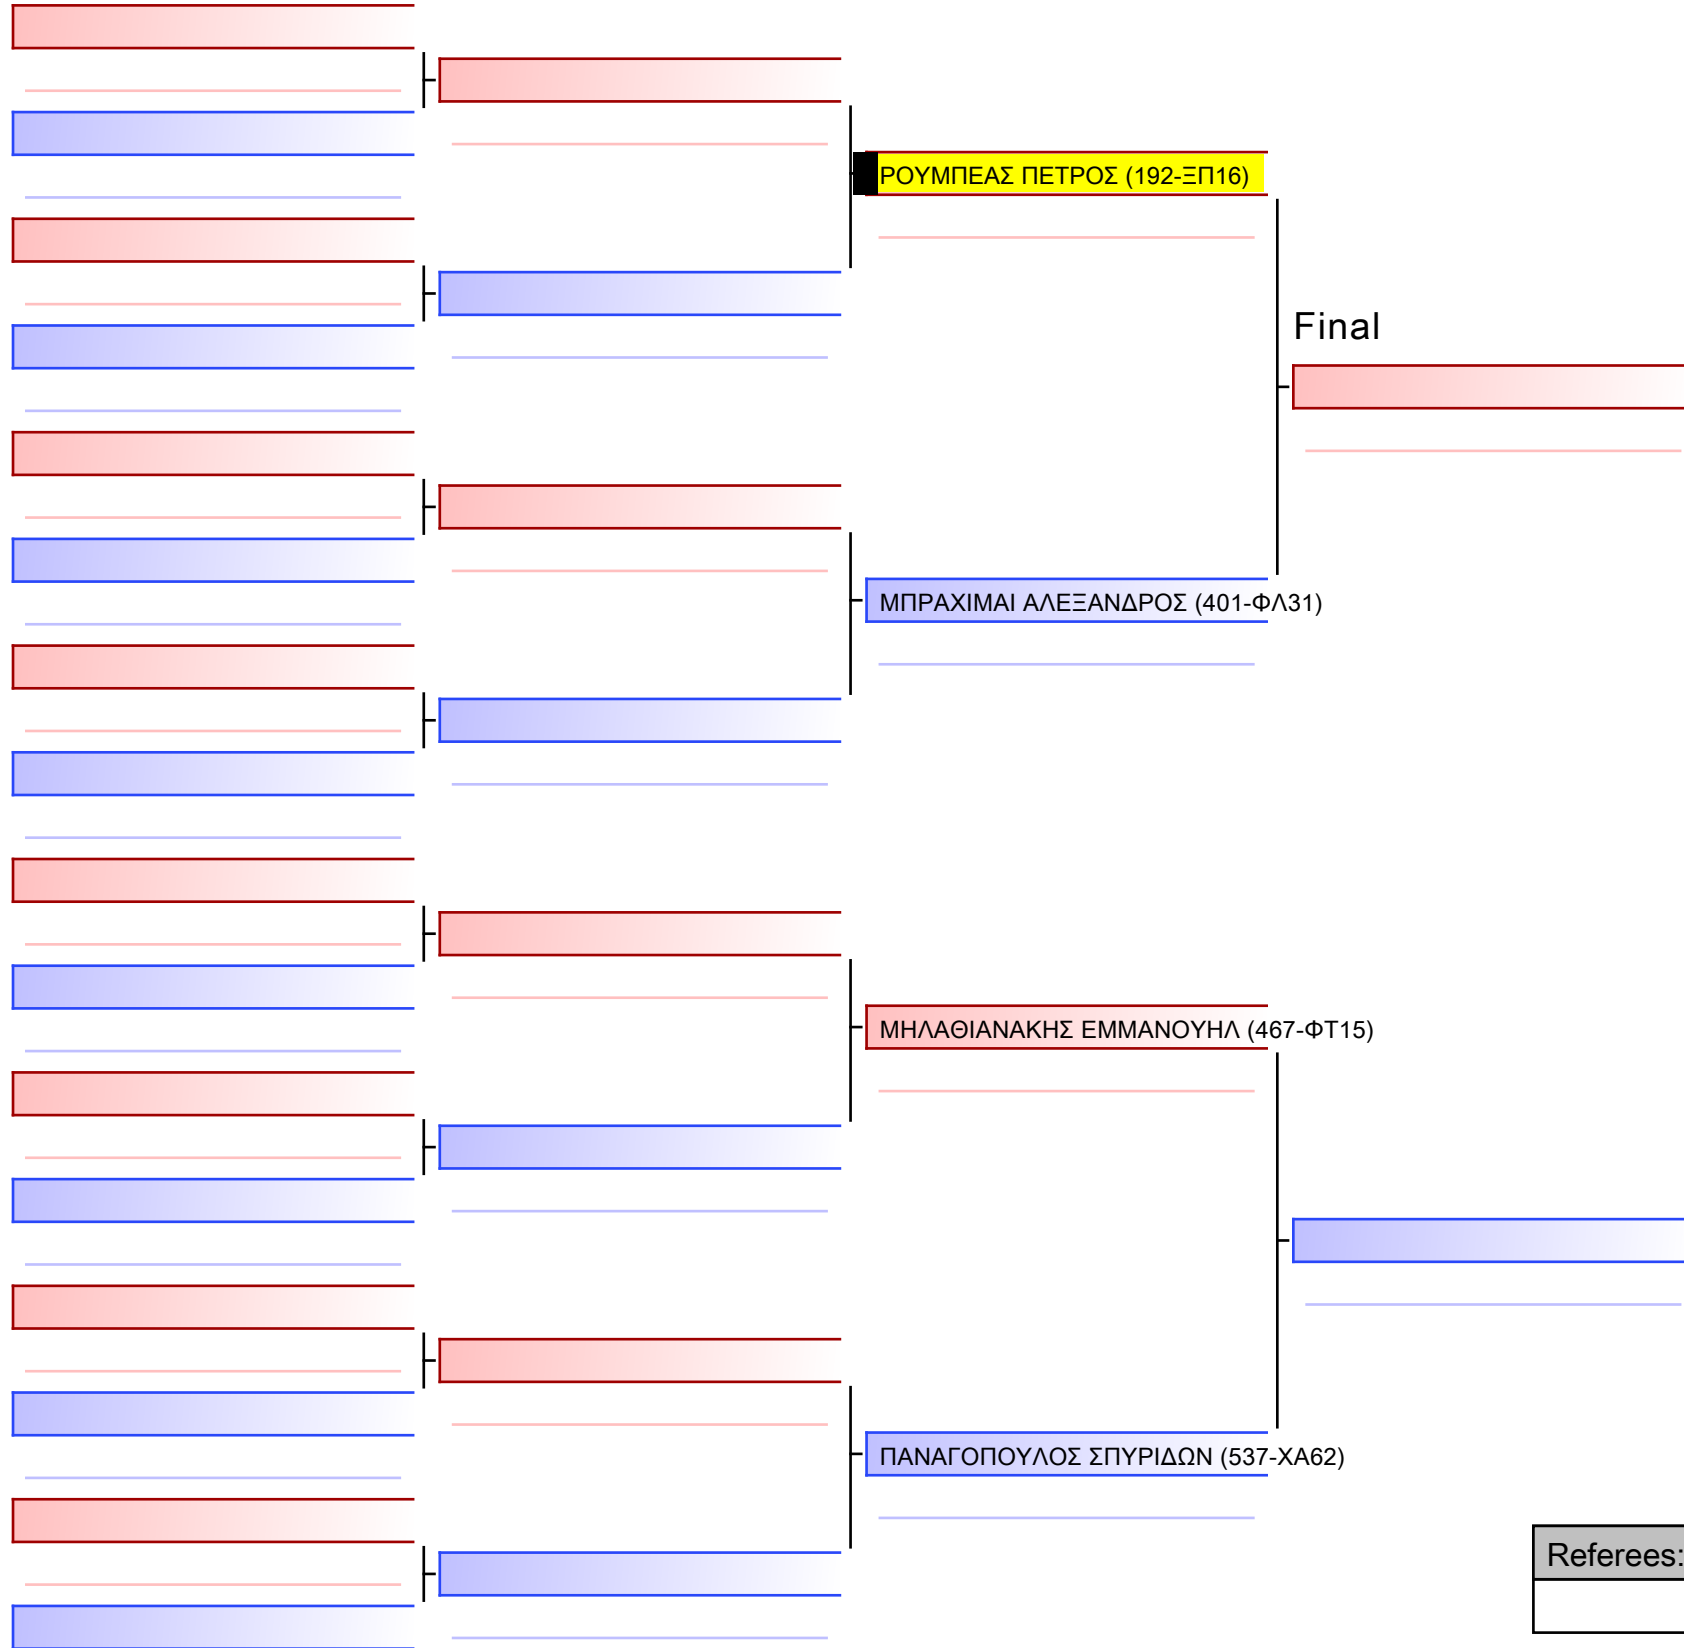 ΡΟΥΜΠΕΑΣ ΠΕΤΡΟΣ (192-ΞΠ16)
Final
ΜΠΡΑΧΙΜΑΙ ΑΛΕΞΑΝΔΡΟΣ (401-ΦΛ31)
ΜΗΛΑΘΙΑΝΑΚΗΣ ΕΜΜΑΝΟΥΗΛ (467-ΦΤ15)
ΠΑΝΑΓΟΠΟΥΛΟΣ ΣΠΥΡΙΔΩΝ (537-ΧΑ62)
Referees: